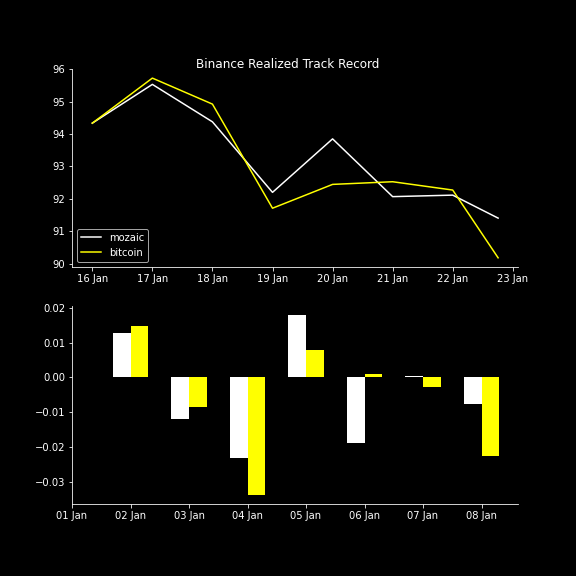 Binance Realized Track Record
96
95
94
93
92
91
90
mozaic
bitcoin
16 Jan 17 Jan 18 Jan 19 Jan 20 Jan 21 Jan 22 Jan 23 Jan
0.02
0.01
0.00
−0.01
−0.02
−0.03
01 Jan 02 Jan 03 Jan 04 Jan 05 Jan 06 Jan 07 Jan 08 Jan